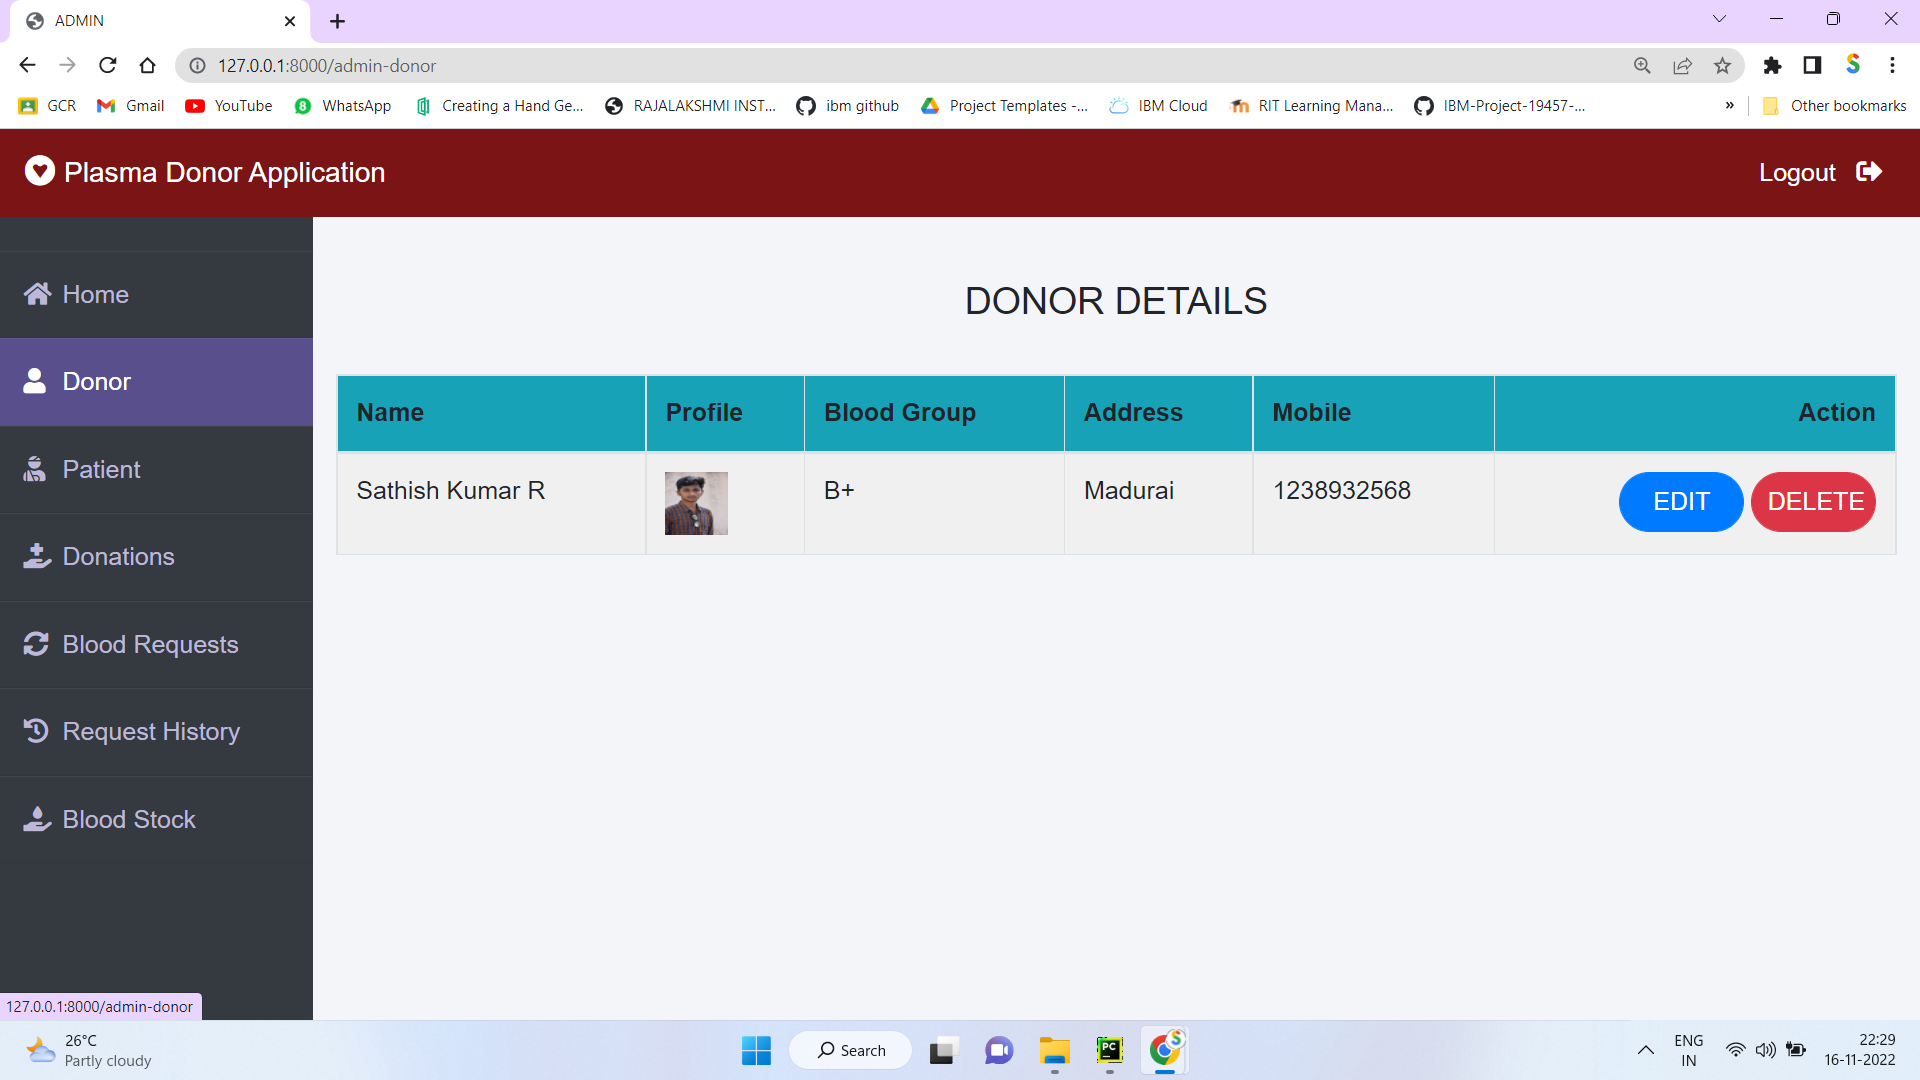 ADMIN
127.0.0.1:8000/admin-donor
GCR
Gmail
YouTube
8
WhatsApp
Creating a Hand Ge...
RAJALAKSHMI INST...
ibm github
Project Templates -...
IBM Cloud
RIT Learning Mana...
IBM-Project-19457-...
»
Other bookmarks
Plasma Donor Application
Logout
Home
Donor
Patient
Donations
Blood Requests
Request History
Blood Stock
DONOR DETAILS
Name Profile Blood Group Address Mobile Action
Sathish Kumar R B+ Madurai 1238932568 EDIT DELETE
127.0.0.1:8000/admin-donor
26°C
Partly cloudy
Search
PC
ENG
IN
22:29
16-11-2022